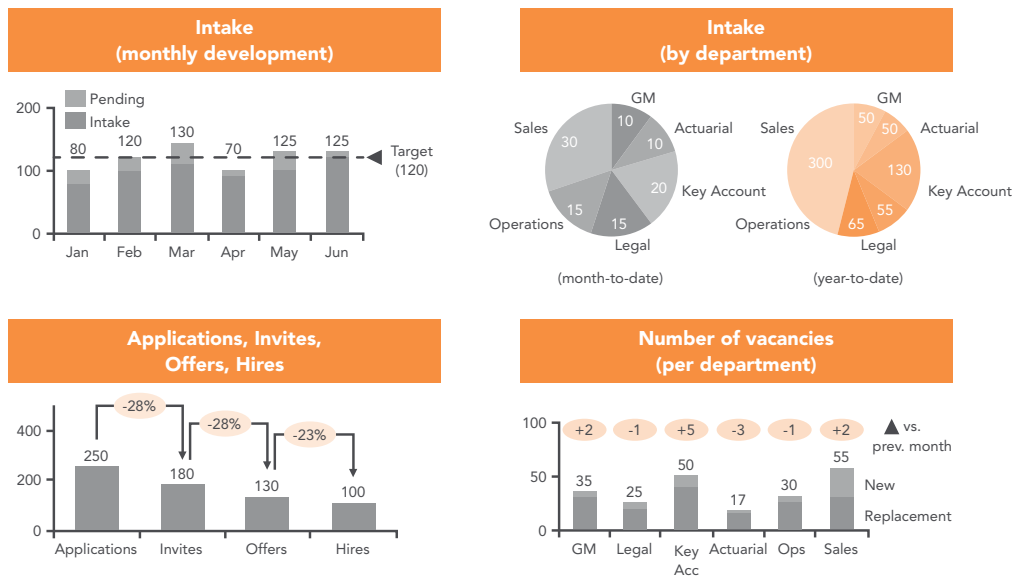 Intake
(monthly development)
Pending
Intake
200
100
0
80
120
130
70
125
125
Target
(120)
Jan Feb Mar Apr May Jun
Intake
(by department)
GM
Sales
Actuarial
Key Account
Operations
Legal
10
10
20
15
15
30
(month-to-date)
GM
Sales
Actuarial
Key Account
Operations
Legal
50
50
130
55
65
300
(year-to-date)
Applications, Invites,
Offers, Hires
400
200
0
-28%
-28%
-23%
250
180
130
100
Applications Invites Offers Hires
Number of vacancies
(per department)
100
50
0
+2 -1 +5 -3 -1 +2
vs.
prev. month
35
25
50
17
30
55
New
Replacement
GM Legal Key Actuarial Ops Sales
Acc